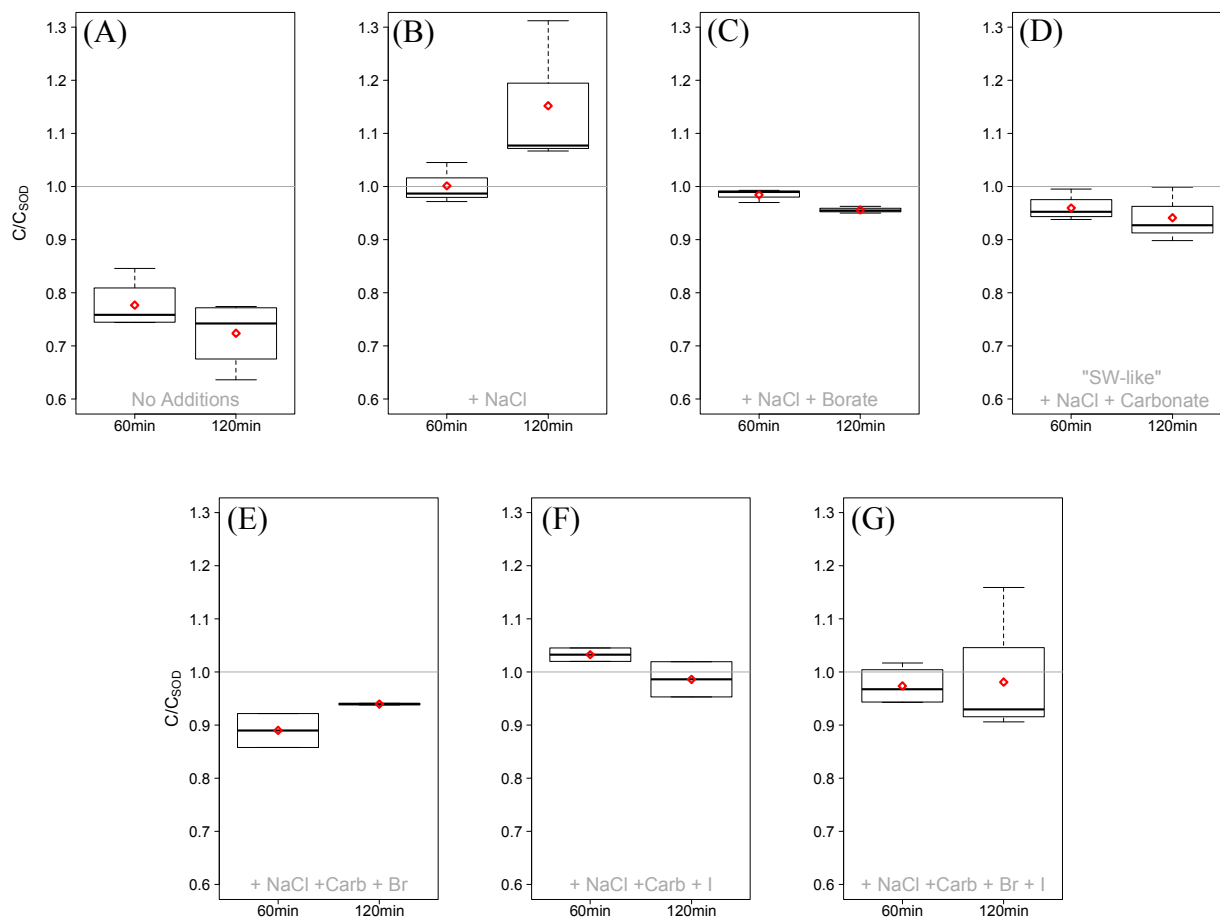 (A)
(B)
(C)
(D)
C/CSOD
1.3
1.2
1.1
1.0
0.9
0.8
0.7
0.6
No Additions
60min 120min
1.3
1.2
1.1
1.0
0.9
0.8
0.7
0.6
+ NaCl
60min 120min
1.3
1.2
1.1
1.0
0.9
0.8
0.7
0.6
+ NaCl + Borate
60min 120min
1.3
1.2
1.1
1.0
0.9
0.8
0.7
0.6
"SW-like"
+ NaCl + Carbonate
60min 120min
(E)
(F)
(G)
C/CSOD
1.3
1.2
1.1
1.0
0.9
0.8
0.7
0.6
+ NaCl +Carb + Br
60min 120min
1.3
1.2
1.1
1.0
0.9
0.8
0.7
0.6
+ NaCl +Carb + I
60min 120min
1.3
1.2
1.1
1.0
0.9
0.8
0.7
0.6
+ NaCl +Carb + Br + I
60min 120min